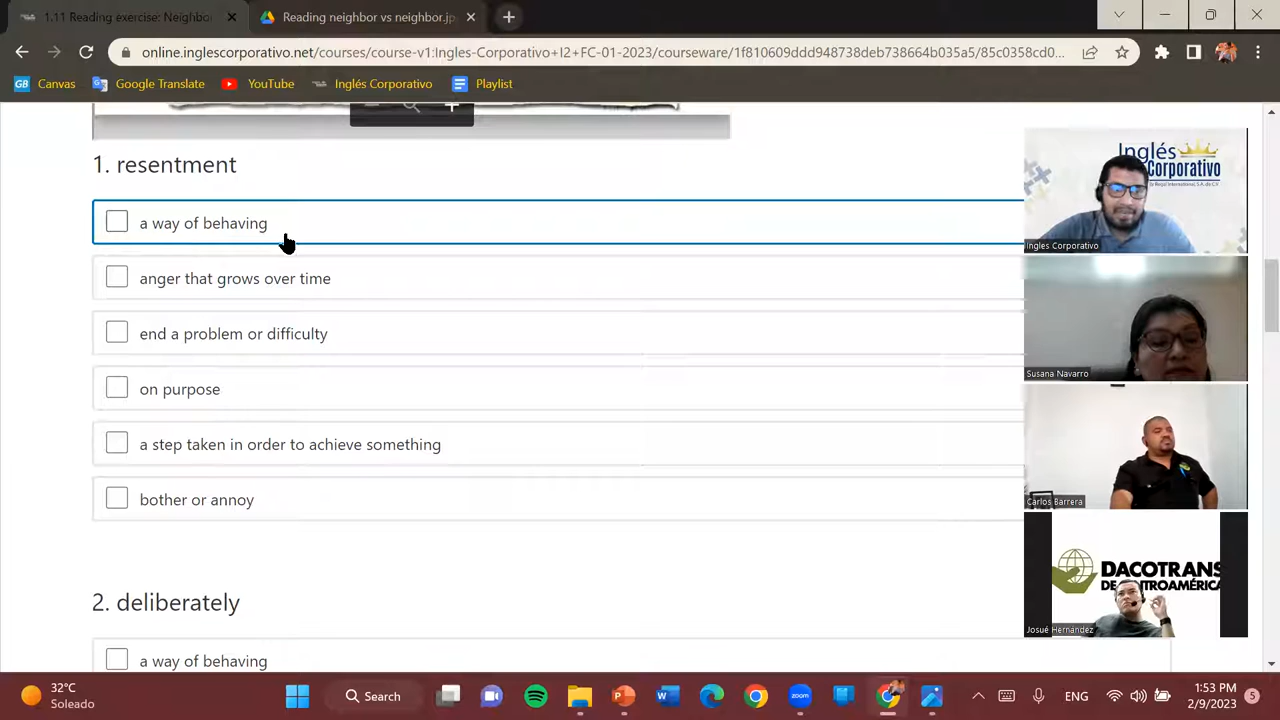 1.11 Reading exercise: Neighbor
Reading neighbor vs neighbor.jp
online.inglescorporativo.net/courses/course-v1:Ingles-Corporativo+I2+FC-01-2023/courseware/1f810609ddd948738deb738664b035a5/85c0358cd0...
GB Canvas
Google Translate
YouTube
Inglés Corporativo
Playlist
1. resentment
a way of behaving
anger that grows over time
end a problem or difficulty
on purpose
a step taken in order to achieve something
bother or annoy
2. deliberately
a way of behaving
Inglés
Corporativo
Ingles Corporativo
Susana Navarro
Carlos Barrera
DACOTRANS
Josué Hernández
32°C
Soleado
Search
zoom
ENG
1:53 PM
2/9/2023
5